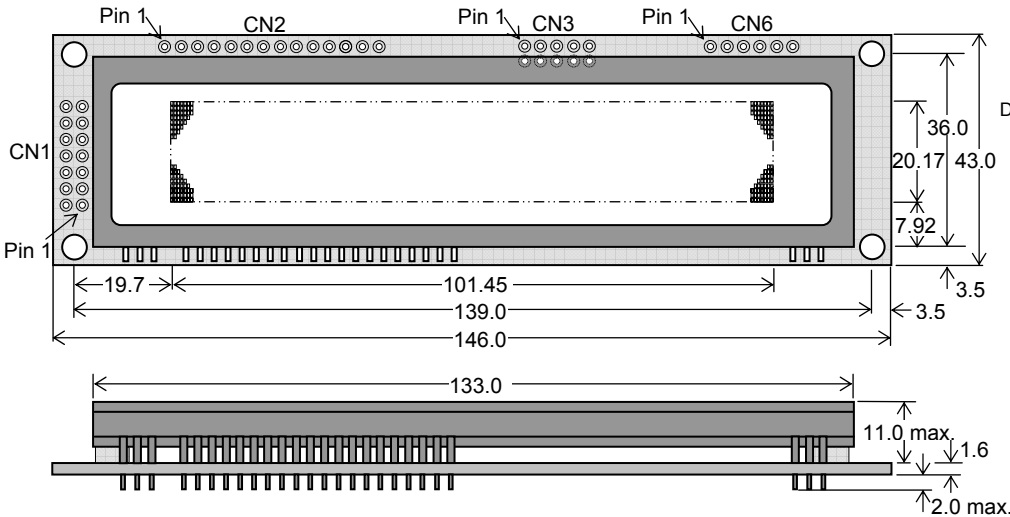 Pin 1
CN2
Pin 1
CN3
Pin 1
CN6
D
CN1
36.0
20.17
43.0
7.92
Pin 1
19.7
101.45
3.5
139.0
3.5
146.0
133.0
11.0 max.
1.6
2.0 max.